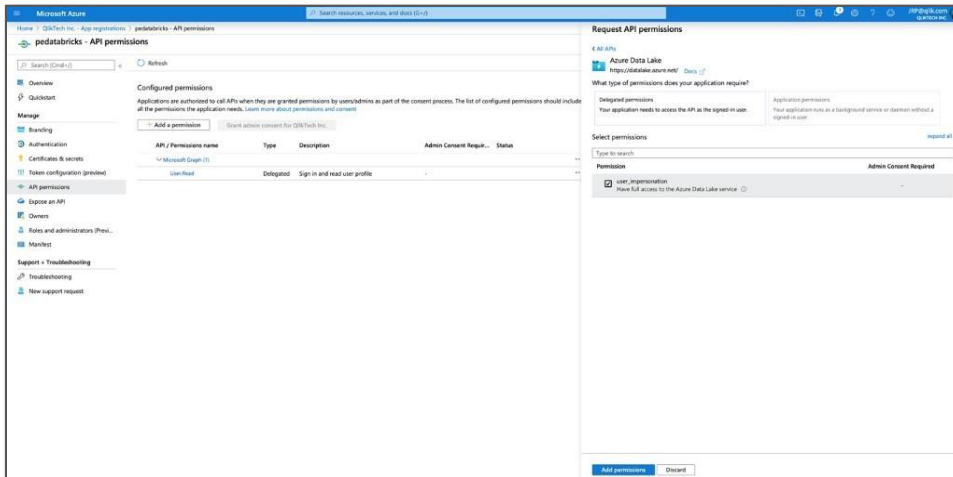 Microsoft Azure
Search resources, services, and docs (G+/)
JRP@qlik.com
QLIKTECH INC.
Home > QlikTech Inc. - App registrations > pedatabricks - API permissions
pedatabricks - API permissions
Search (Cmd+/)
Overview
Quickstart
Manage
Branding
Authentication
Certificates & secrets
Token configuration (preview)
API permissions
Expose an API
Owners
Roles and administrators (Previ...
Manifest
Support + Troubleshooting
Troubleshooting
New support request
Refresh
Configured permissions
Applications are authorized to call APIs when they are granted permissions by users/admins as part of the consent process. The list of configured permissions should include
all the permissions the application needs. Learn more about permissions and consent
+ Add a permission
Grant admin consent for QlikTech Inc.
API / Permissions name Type Description Admin Consent Requir... Status
Microsoft Graph (1)
User.Read Delegated Sign in and read user profile -
Request API permissions
< All APIs
Azure Data Lake
https://datalake.azure.net/ Docs
What type of permissions does your application require?
Delegated permissions
Your application needs to access the API as the signed-in user.
Application permissions
Your application runs as a background service or daemon without a
signed-in user.
Select permissions
expand all
Type to search
Permission Admin Consent Required
user_impersonation
Have full access to the Azure Data Lake service
-
Add permissions
Discard